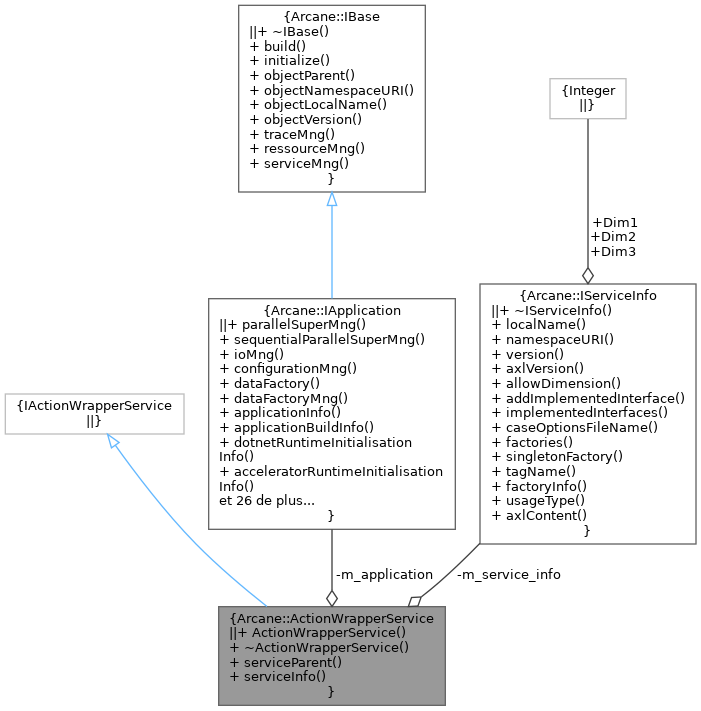 {Arcane::IBase
||+ ~IBase()
+ build()
+ initialize()
+ objectParent()
+ objectNamespaceURI()
+ objectLocalName()
+ objectVersion()
+ traceMng()
+ ressourceMng()
+ serviceMng()
}
{Integer
||}
+Dim1
+Dim2
+Dim3
{Arcane::IApplication
||+ parallelSuperMng()
+ sequentialParallelSuperMng()
+ ioMng()
+ configurationMng()
+ dataFactory()
+ dataFactoryMng()
+ applicationInfo()
+ applicationBuildInfo()
+ dotnetRuntimeInitialisation
Info()
+ acceleratorRuntimeInitialisation
Info()
et 26 de plus...
}
{Arcane::IServiceInfo
||+ ~IServiceInfo()
+ localName()
+ namespaceURI()
+ version()
+ axlVersion()
+ allowDimension()
+ addImplementedInterface()
+ implementedInterfaces()
+ caseOptionsFileName()
+ factories()
+ singletonFactory()
+ tagName()
+ factoryInfo()
+ usageType()
+ axlContent()
}
{IActionWrapperService
||}
-m_application
-m_service_info
{Arcane::ActionWrapperService
||+ ActionWrapperService()
+ ~ActionWrapperService()
+ serviceParent()
+ serviceInfo()
}